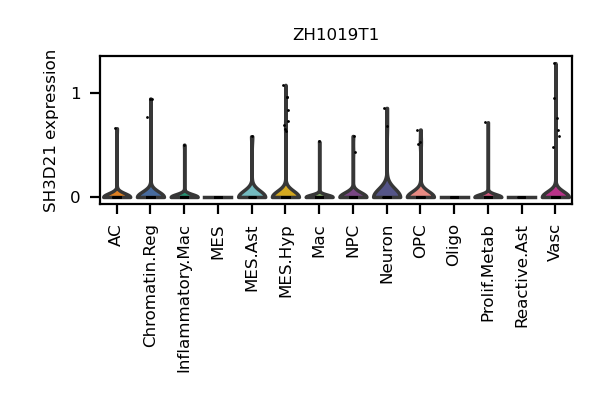 ZH1019T1
SH3D21 expression
1
0
AC
Chromatin.Reg
Inflammatory.Mac
MES
MES.Ast
MES.Hyp
Mac
NPC
Neuron
OPC
Oligo
Prolif.Metab
Reactive.Ast
Vasc